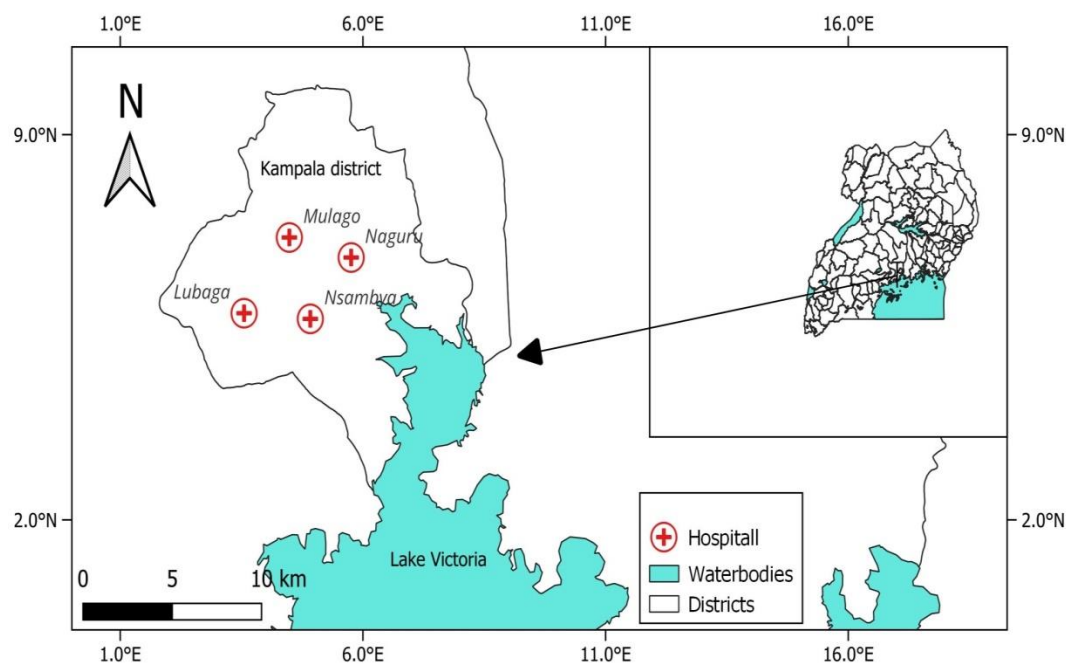 1.0°E 6.0°E 11.0°E 16.0°E
N
9.0°N 9.0°N
Kampala district
Mulago
Naguru
Lubaga
Nsambya
2.0°N 2.0°N
Hospitall
Lake Victoria
Waterbodies
0 5 10 km
Districts
1.0°E 6.0°E 11.0°E 16.0°E